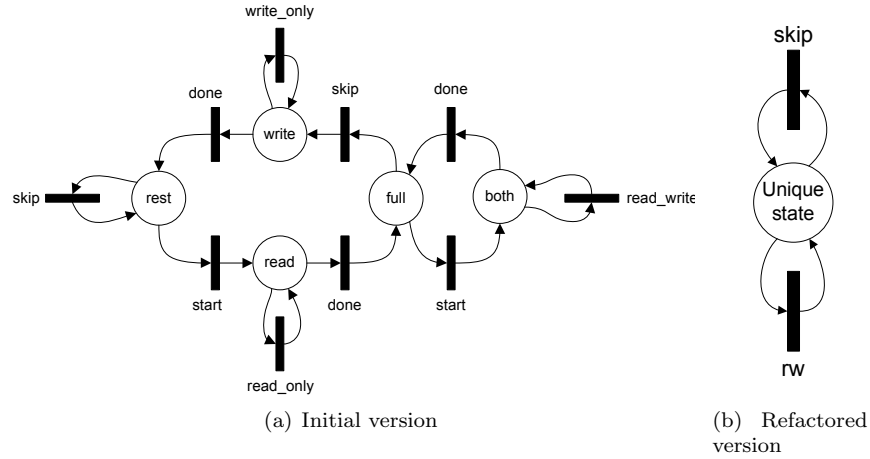 write_only
skip
done
skip
done
write
skip
rest
full
both
read_write
Unique
state
read
start
done
start
read_only
rw
(a) Initial version
(b) Refactored
version